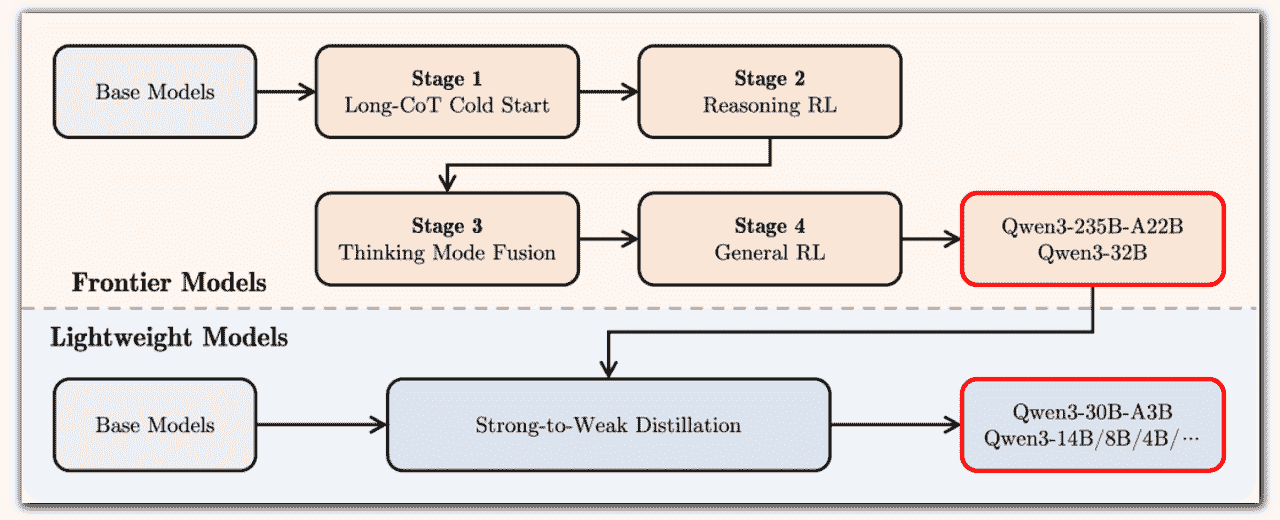 Base Models
Stage 1
Long-CoT Cold Start
Stage 2
Reasoning RL
Stage 3
Thinking Mode Fusion
Stage 4
General RL
Qwen3-235B-A22B
Qwen3-32B
Frontier Models
Lightweight Models
Base Models
Strong-to-Weak Distillation
Qwen3-30B-A3B
Qwen3-14B/8B/4B/···